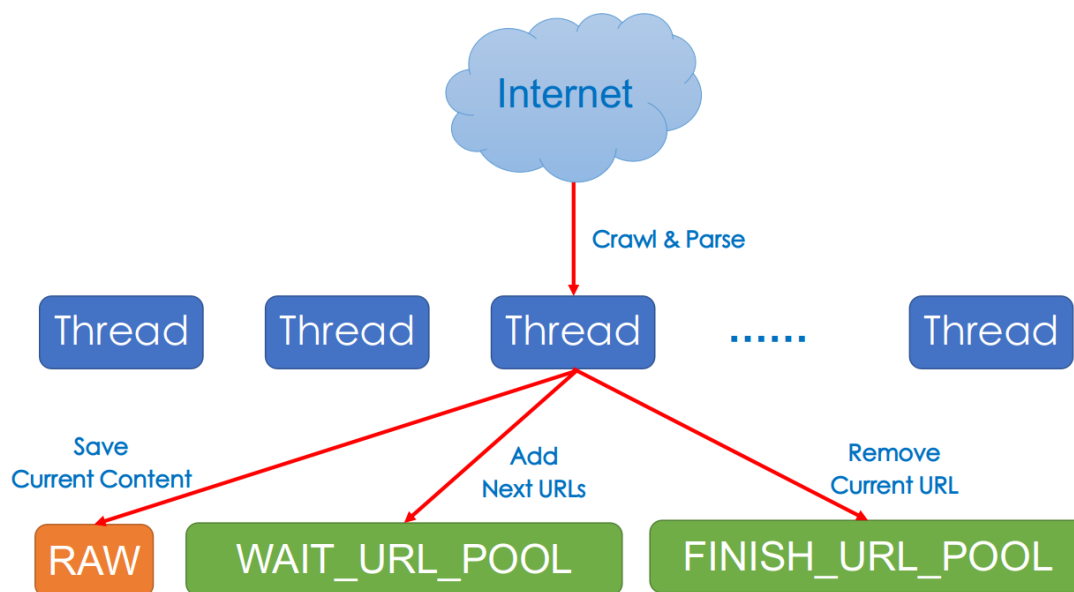 Internet
Crawl & Parse
Thread
Thread
Thread
......
Thread
Save
Current Content
Add
Next URLs
Remove
Current URL
RAW
WAIT_URL_POOL
FINISH_URL_POOL